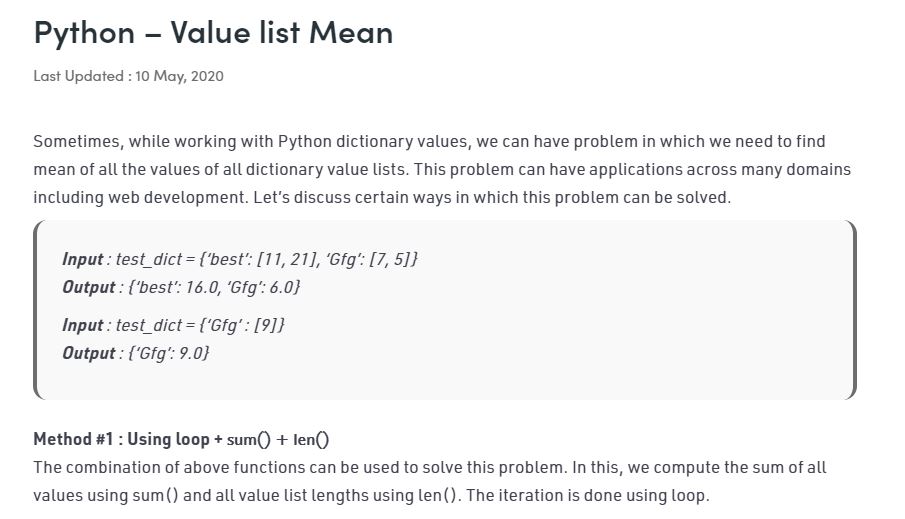 Python – Value list Mean
Last Updated : 10 May, 2020
Sometimes, while working with Python dictionary values, we can have problem in which we need to find
mean of all the values of all dictionary value lists. This problem can have applications across many domains
including web development. Let’s discuss certain ways in which this problem can be solved.
Input : test_dict = {‘best’: [11, 21], ‘Gfg’: [7, 5]}
Output : {‘best’: 16.0, ‘Gfg’: 6.0}
Input : test_dict = {‘Gfg’ : [9]}
Output : {‘Gfg’: 9.0}
Method #1 : Using loop + sum() + len()
The combination of above functions can be used to solve this problem. In this, we compute the sum of all
values using sum() and all value list lengths using len(). The iteration is done using loop.